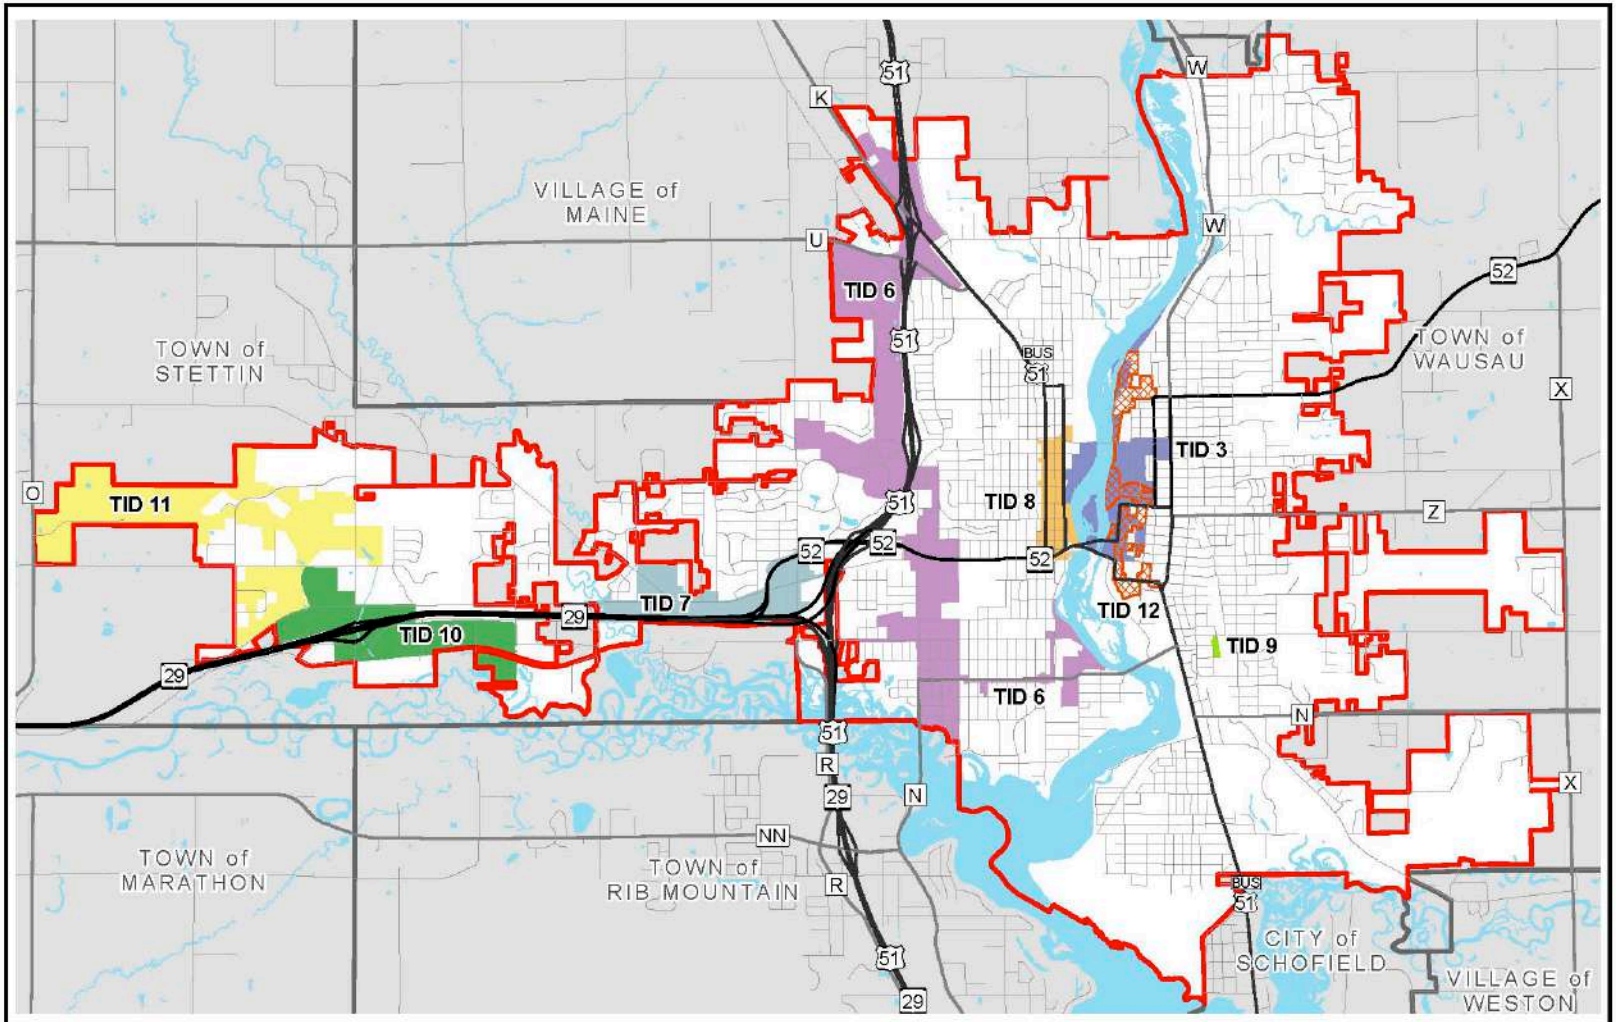 51
W
K
VILLAGE of
MAINE
W
U
52
TID 6
51
BUS
51
TOWN of
WAUSAU
TOWN of
STETTIN
X
TID 3
O
TID 11
51
TID 8
Z
52
52
52
TID 7
TID 12
29
TID 10
TID 9
29
TID 6
N
51
R
29
N
X
NN
TOWN of
MARATHON
TOWN of
RIB MOUNTAIN
R
BUS
51
CITY of
SCHOFIELD
51
VILLAGE of
WESTON
29